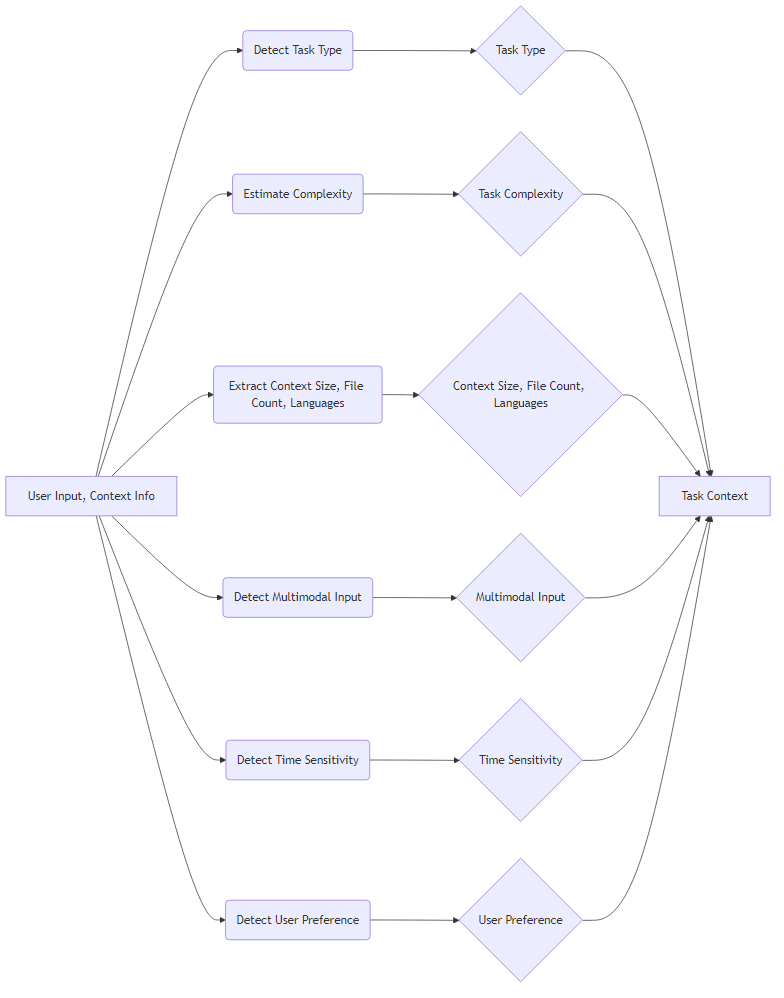 Detect Task Type
Task Type
Estimate Complexity
Task Complexity
Extract Context Size, File
Count, Languages
Context Size, File Count,
Languages
User Input, Context Info
Task Context
Detect Multimodal Input
Multimodal Input
Detect Time Sensitivity
Time Sensitivity
Detect User Preference
User Preference